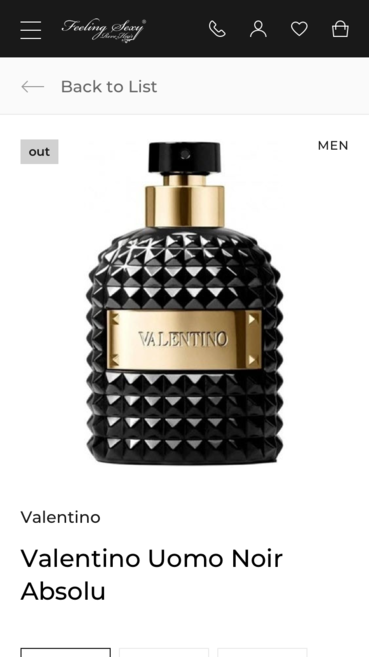 Feeling Sexy
Back to List
out
MEN
VALENTINO
Valentino
Valentino Uomo Noir
Absolu